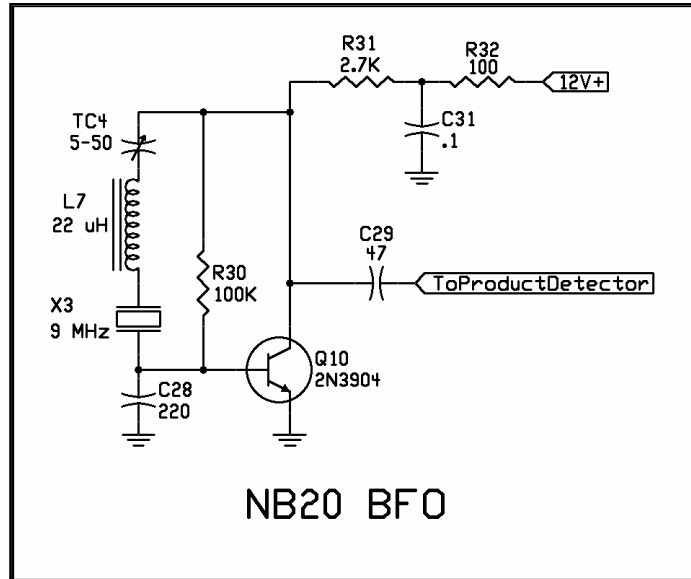 R31
2.7K
R32
100
12V+
TC4
5-50
C31
.1
L7
22 uH
C29
47
R30
100K
ToProductDetector
X3
9 MHz
Q10
2N3904
C28
220
NB20 BFO